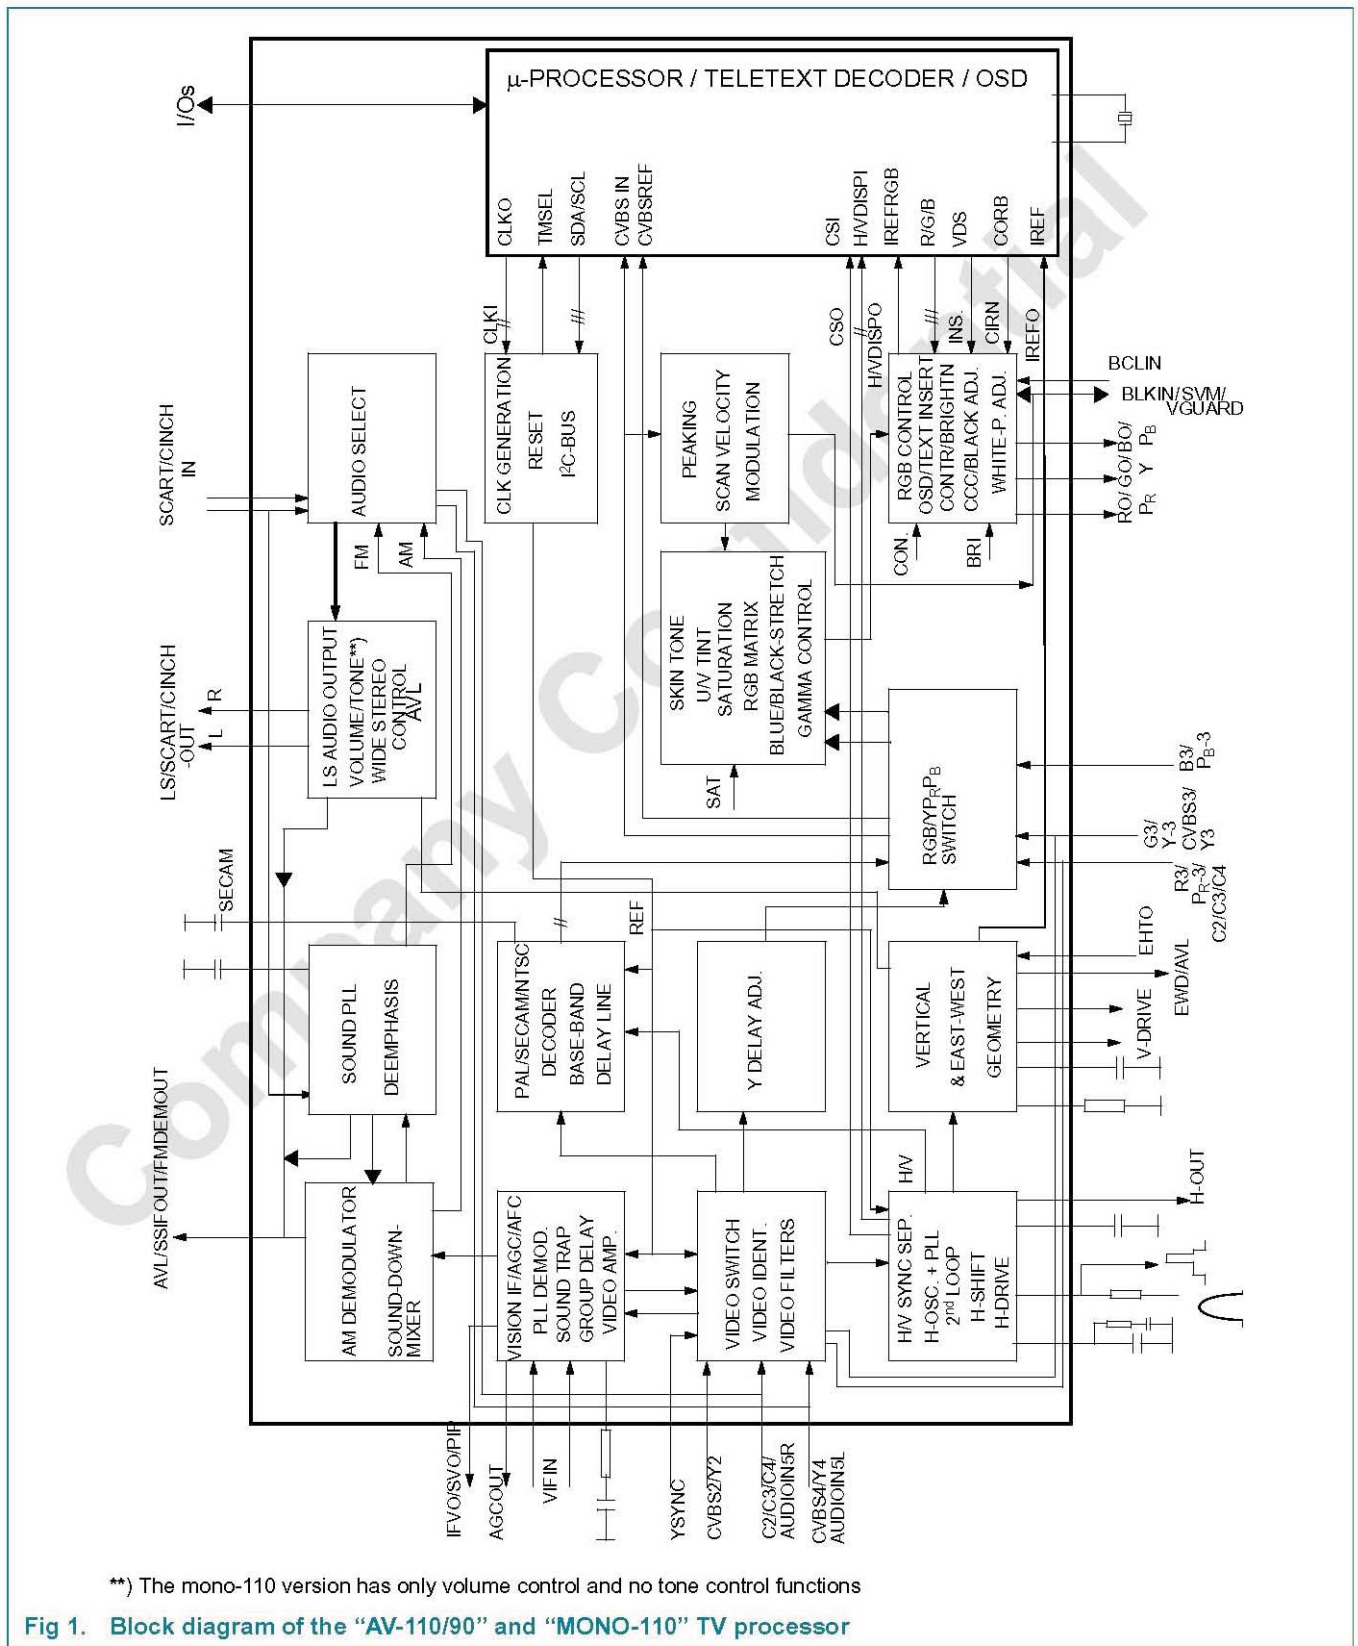 µ-PROCESSOR / TELETEXT DECODER / OSD
I/Os
CLKO
TMSEL
SDA/SCL
CVBS IN
CVBSREF
CSI
H/VDISPI
IREFRGB
R/G/B
VDS
CORB
IREF
CLKI
//
///
CSO
//
H/VDISPO
///
INS.
CIRN
IREFO
SCART/CINCH
IN
AUDIO SELECT
FM
AM
CLK GENERATION
RESET
I²C-BUS
PEAKING
SCAN VELOCITY
MODULATION
RGB CONTROL
OSD/TEXT INSERT
CONTR/BRIGHTN
CCC/BLACK ADJ.
WHITE-P. ADJ.
CON.
BRI
BCLIN
BLKIN/SVM/
VGUARD
RO/ GO/ BO/
PR Y PB
LS/SCART/CINCH
-OUT
R
L
LS AUDIO OUTPUT
VOLUME/TONE**)
WIDE STEREO
CONTROL
AVL
SKIN TONE
U/V TINT
SATURATION
RGB MATRIX
BLUE/BLACK-STRETCH
GAMMA CONTROL
SAT
RGB/YPRPB
SWITCH
B3/
PB-3
G3/
Y-3
CVBS3/
Y3
R3/
PR-3/
C2/C3/C4
SECAM
SOUND PLL
DEEMPHASIS
PAL/SECAM/NTSC
DECODER
BASE-BAND
DELAY LINE
//
REF
Y DELAY ADJ.
VERTICAL
& EAST-WEST
GEOMETRY
EHTO
EWD/AVL
V-DRIVE
AVL/SSIFOUT/FMDEMOUT
AM DEMODULATOR
SOUND-DOWN-
MIXER
VISION IF/AGC/AFC
PLL DEMOD.
SOUND TRAP
GROUP DELAY
VIDEO AMP.
VIDEO SWITCH
VIDEO IDENT.
VIDEO FILTERS
H/V
H/V SYNC SEP.
H-OSC. + PLL
2nd LOOP
H-SHIFT
H-DRIVE
H-OUT
IFVO/SVO/PIP
AGCOUT
VIFIN
YSYNC
CVBS2/Y2
C2/C3/C4/
AUDIOIN5R
CVBS4/Y4
AUDIOIN5L
Company Confidential
**) The mono-110 version has only volume control and no tone control functions
Fig 1. Block diagram of the “AV-110/90” and “MONO-110” TV processor